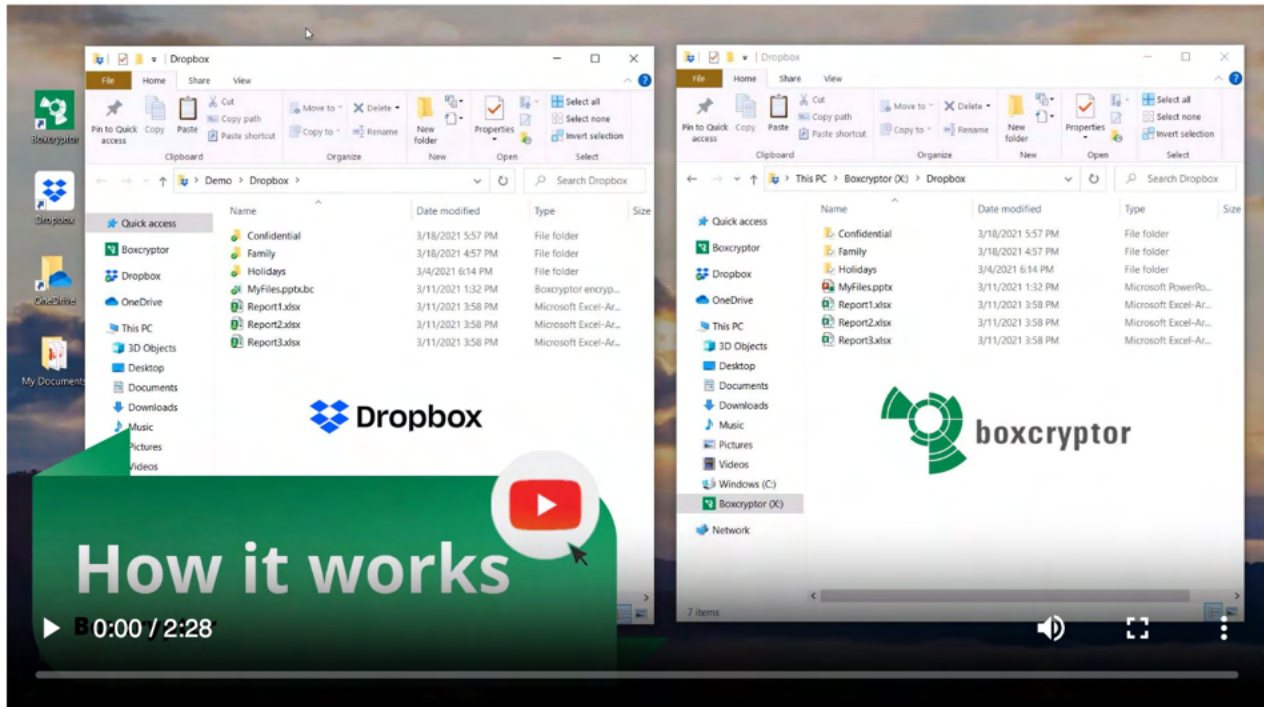 Boxcryptor
Dropbox
OneDrive
My Documents
Dropbox
File Home Share View
Pin to Quick access
Copy
Paste
Cut
Copy path
Paste shortcut
Clipboard
Move to
Copy to
Delete
Rename
Organize
New folder
New
Properties
Open
Select all
Select none
Invert selection
Select
Demo > Dropbox >
Search Dropbox
Quick access
Boxcryptor
Dropbox
OneDrive
This PC
3D Objects
Desktop
Documents
Downloads
Music
Pictures
Videos
Name Date modified Type Size
Confidential 3/18/2021 5:57 PM File folder
Family 3/18/2021 4:57 PM File folder
Holidays 3/4/2021 6:14 PM File folder
MyFiles.pptx.bc 3/11/2021 1:32 PM Boxcryptor encryp...
Report1.xlsx 3/11/2021 3:58 PM Microsoft Excel-Ar...
Report2.xlsx 3/11/2021 3:58 PM Microsoft Excel-Ar...
Report3.xlsx 3/11/2021 3:58 PM Microsoft Excel-Ar...
Dropbox
Dropbox
File Home Share View
Pin to Quick access
Copy
Paste
Cut
Copy path
Paste shortcut
Clipboard
Move to
Copy to
Delete
Rename
Organize
New folder
New
Properties
Open
Select all
Select none
Invert selection
Select
This PC > Boxcryptor (X:) > Dropbox
Search Dropbox
Quick access
Boxcryptor
Dropbox
OneDrive
This PC
3D Objects
Desktop
Documents
Downloads
Music
Pictures
Videos
Windows (C:)
Boxcryptor (X:)
Network
Name Date modified Type Size
Confidential 3/18/2021 5:57 PM File folder
Family 3/18/2021 4:57 PM File folder
Holidays 3/4/2021 6:14 PM File folder
MyFiles.pptx 3/11/2021 1:32 PM Microsoft PowerPo...
Report1.xlsx 3/11/2021 3:58 PM Microsoft Excel-Ar...
Report2.xlsx 3/11/2021 3:58 PM Microsoft Excel-Ar...
Report3.xlsx 3/11/2021 3:58 PM Microsoft Excel-Ar...
boxcryptor
7 items
How it works
0:00 / 2:28